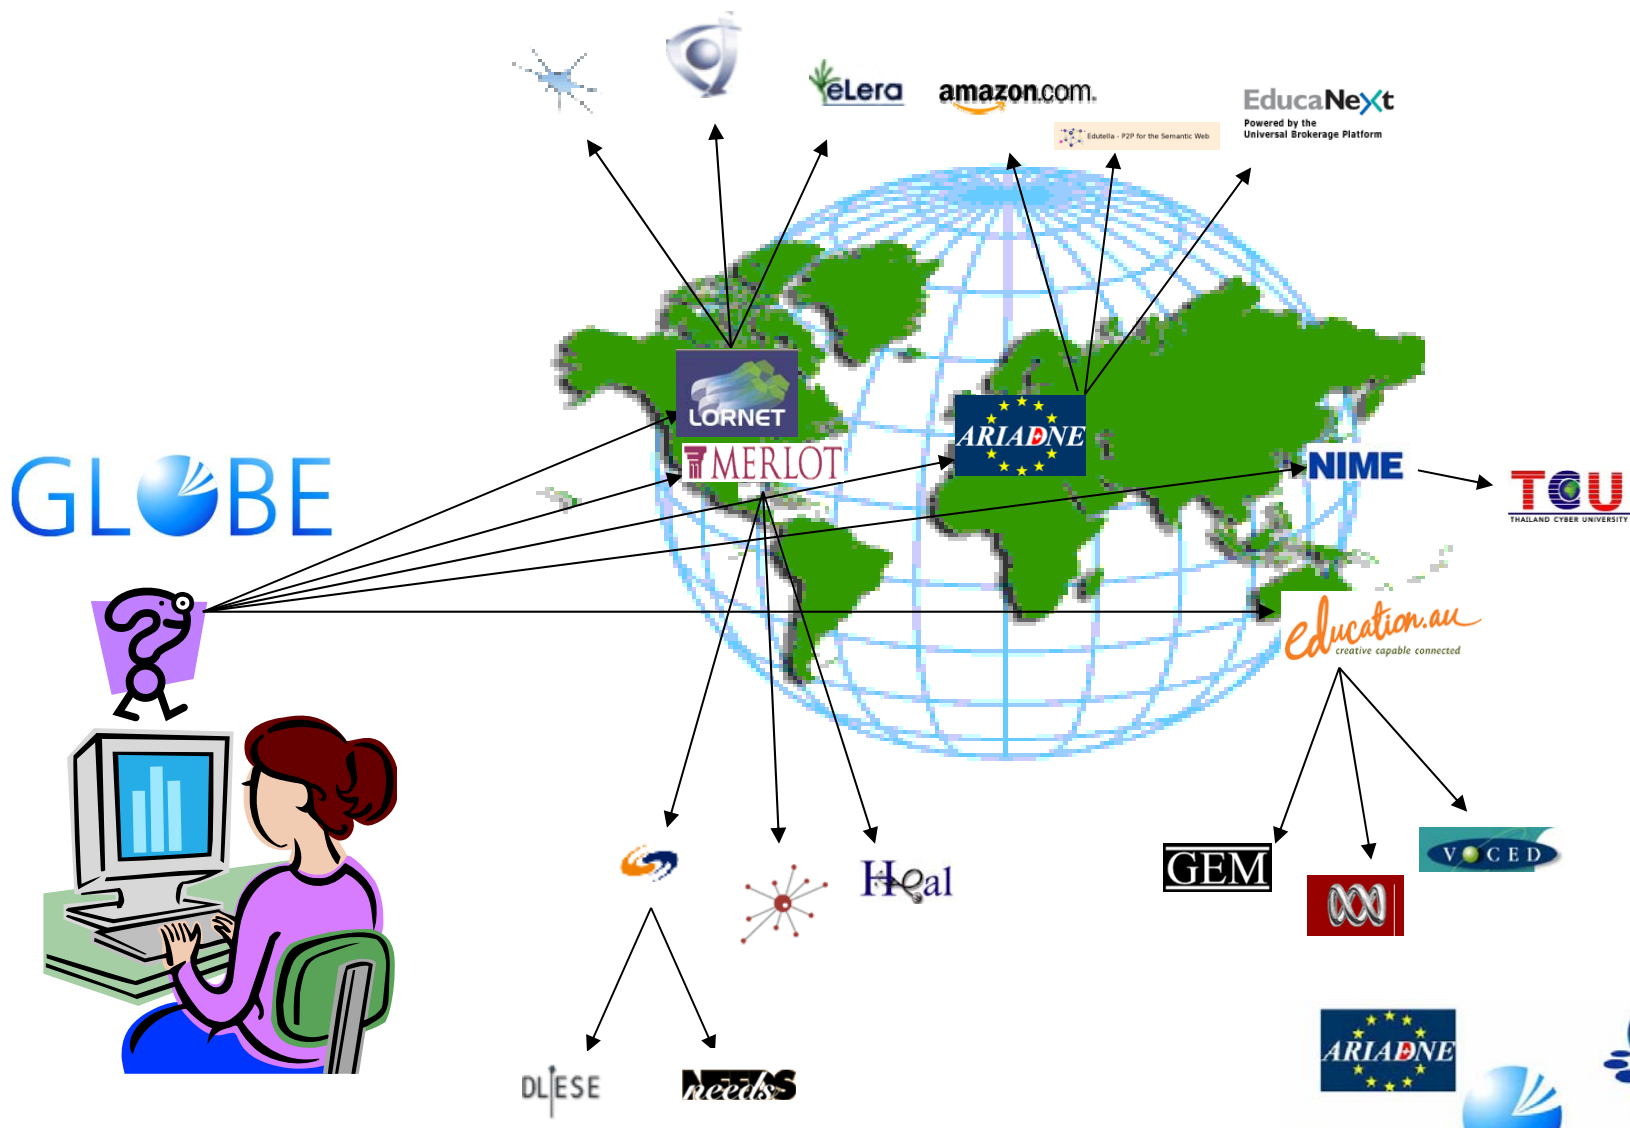 eLera
amazon.com.
EducaNext
Powered by the
Universal Brokerage Platform
Edutella - P2P for the Semantic Web
LORNET
MERLOT
ARIADNE
NIME
TCU
THAILAND CYBER UNIVERSITY
GLOBE
?
education.au
creative capable connected
GEM
VOCED
Heal
DLESE
NEEDS
needs
ARIADNE